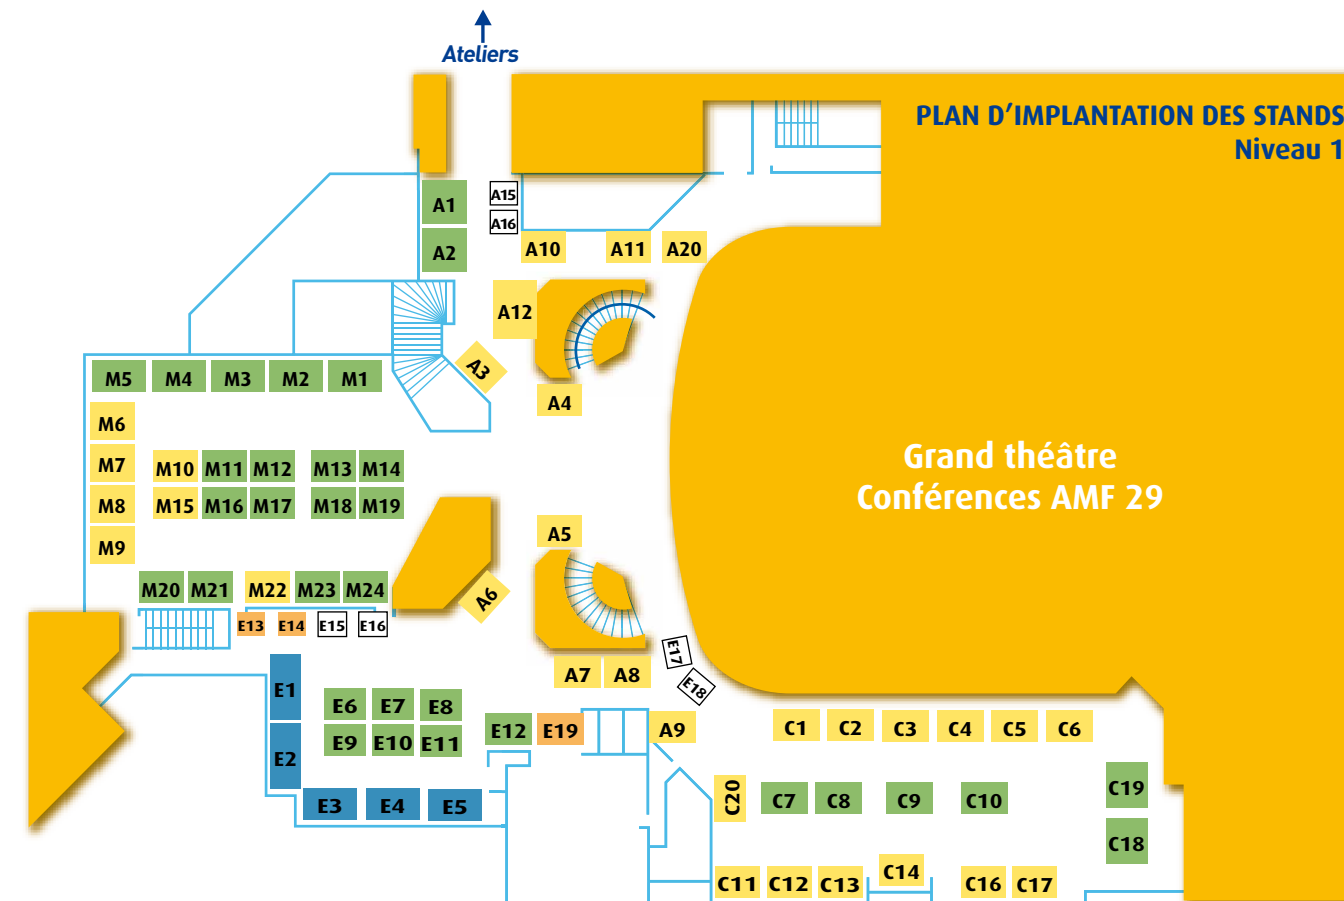 Ateliers
PLAN D'IMPLANTATION DES STANDS
Niveau 1
A1
A15
A16
A2
A10
A11
A20
A12
A3
A4
M5
M4
M3
M2
M1
M6
M7
M8
M9
M10
M11
M12
M13
M14
M15
M16
M17
M18
M19
Grand théâtre
Conférences AMF 29
A5
A6
M20
M21
M22
M23
M24
E13
E14
E15
E16
E17
E18
A7
A8
A9
E1
E2
E6
E7
E8
E9
E10
E11
E12
E19
E3
E4
E5
C1
C2
C3
C4
C5
C6
C20
C7
C8
C9
C10
C19
C18
C11
C12
C13
C14
C16
C17